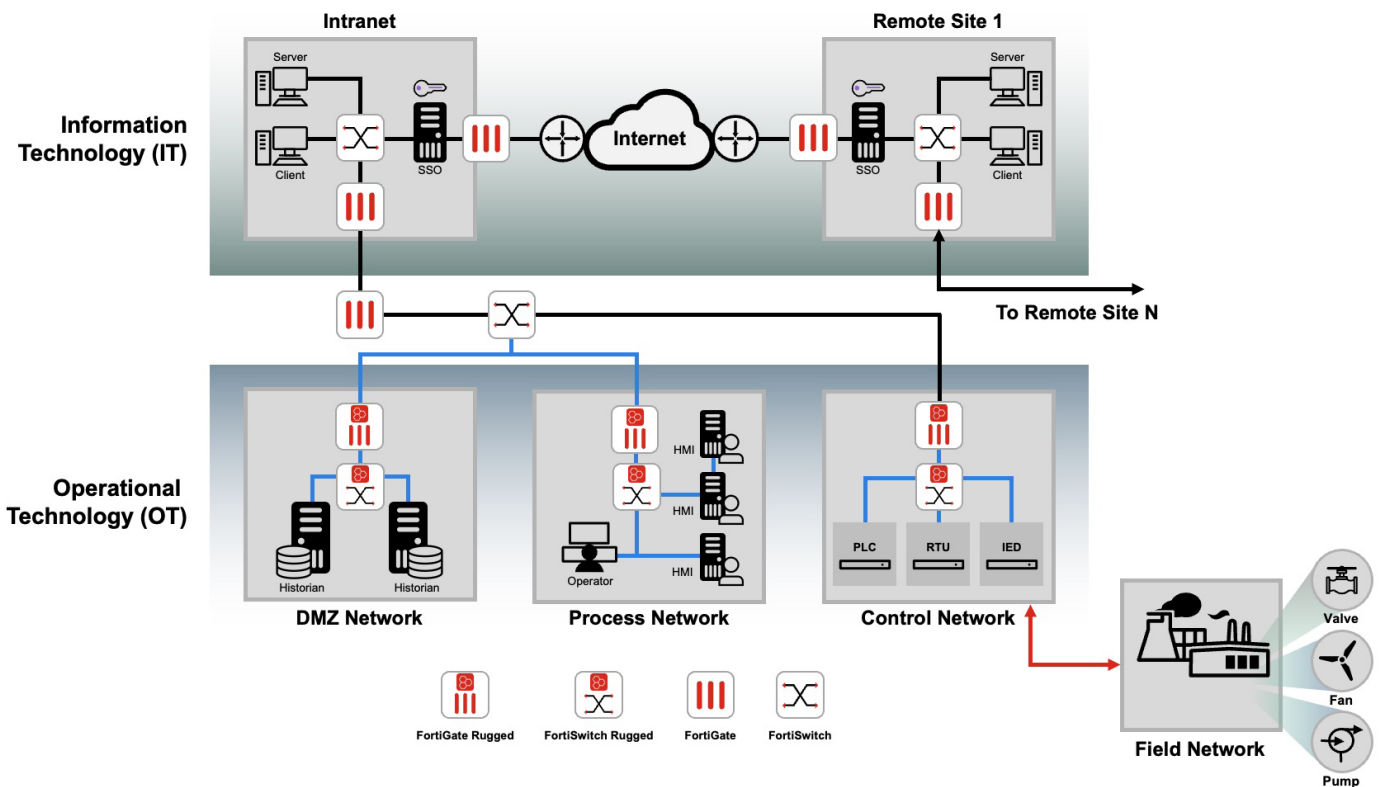 Intranet
Remote Site 1
Server
Server
Information
Technology (IT)
Internet
Client
SSO
SSO
Client
To Remote Site N
Operational
Technology (OT)
HMI
HMI
HMI
PLC
RTU
IED
Historian
Historian
Operator
DMZ Network
Process Network
Control Network
Valve
Fan
Pump
Field Network
FortiGate Rugged
FortiSwitch Rugged
FortiGate
FortiSwitch